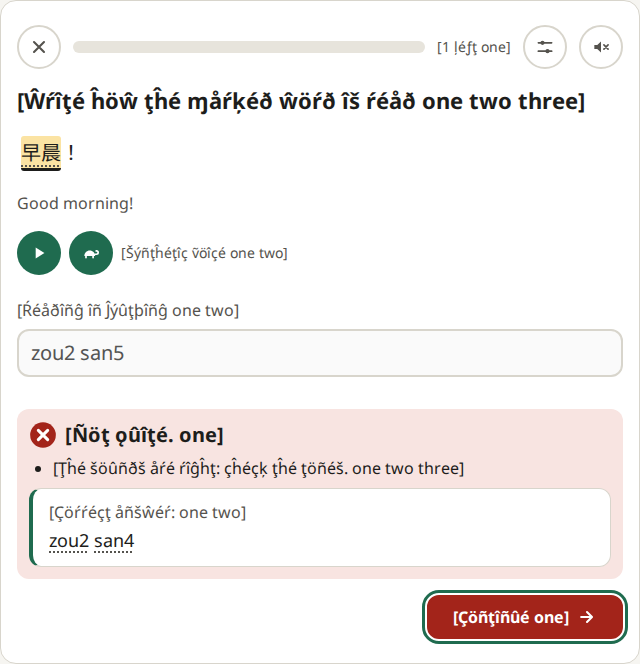 [1 ļéƒţ one]
[Ŵŕîţé ĥöŵ ţĥé ɱåŕķéð ŵöŕð îš ŕéåð one two three]
早晨！
Good morning!
[Šýñţĥéţîç ṽöîçé one two]
[Ŕéåðîñĝ îñ Ĵýûţþîñĝ one two]
zou2 san5
[Ñöţ ǫûîţé. one]
• [Ţĥé šöûñðš åŕé ŕîĝĥţ: çĥéçķ ţĥé ţöñéš. one two three]
[Çöŕŕéçţ åñšŵéŕ: one two]
zou2 san4
[Çöñţîñûé one]